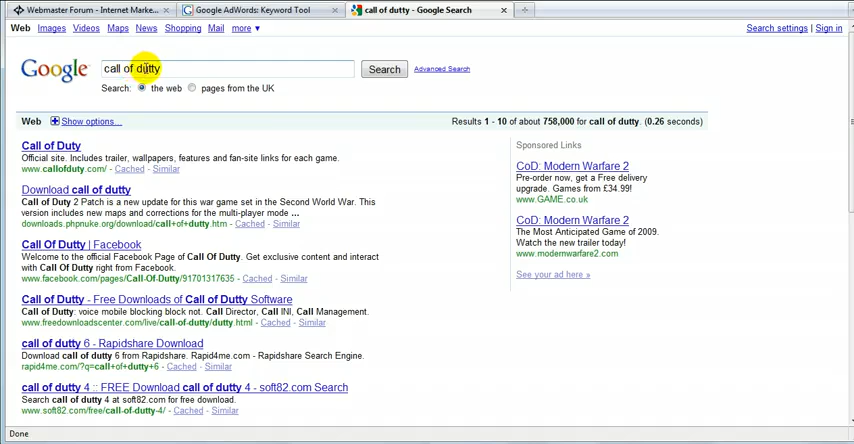 Webmaster Forum - Internet Marke...
Google AdWords: Keyword Tool
call of dutty - Google Search
Web Images Videos Maps News Shopping Mail more ▼
Search settings | Sign in
Google
call of dutty
Search
Advanced Search
Search: the web pages from the UK
Web Show options...
Results 1 - 10 of about 758,000 for call of dutty. (0.26 seconds)
Call of Duty
Official site. Includes trailer, wallpapers, features and fan-site links for each game.
www.callofduty.com/ - Cached - Similar
Download call of dutty
Call of Duty 2 Patch is a new update for this war game set in the Second World War. This
version includes new maps and corrections for the multi-player mode ...
downloads.phpnuke.org/download/call+of+dutty.htm - Cached - Similar
Call Of Dutty | Facebook
Welcome to the official Facebook Page of Call Of Dutty. Get exclusive content and interact
with Call Of Dutty right from Facebook.
www.facebook.com/pages/Call-Of-Dutty/91701317635 - Cached - Similar
Call of Dutty - Free Downloads of Call of Dutty Software
Call of Dutty: voice mobile blocking block not. Call Director, Call INI, Call Management.
www.freedownloadscenter.com/live/call-of-dutty/dutty.html - Cached - Similar
call of dutty 6 - Rapidshare Download
Download call of dutty 6 from Rapidshare. Rapid4me.com - Rapidshare Search Engine.
rapid4me.com/?q=call+of+dutty+6 - Cached - Similar
call of dutty 4 :: FREE Download call of dutty 4 - soft82.com Search
Search call of dutty 4 at soft82.com for free download.
www.soft82.com/free/call-of-dutty-4/ - Cached - Similar
Sponsored Links
CoD: Modern Warfare 2
Pre-order now, get a Free delivery
upgrade. Games from £34.99!
www.GAME.co.uk
CoD: Modern Warfare 2
The Most Anticipated Game of 2009.
Watch the new trailer today!
www.modernwarfare2.com
See your ad here »
Done